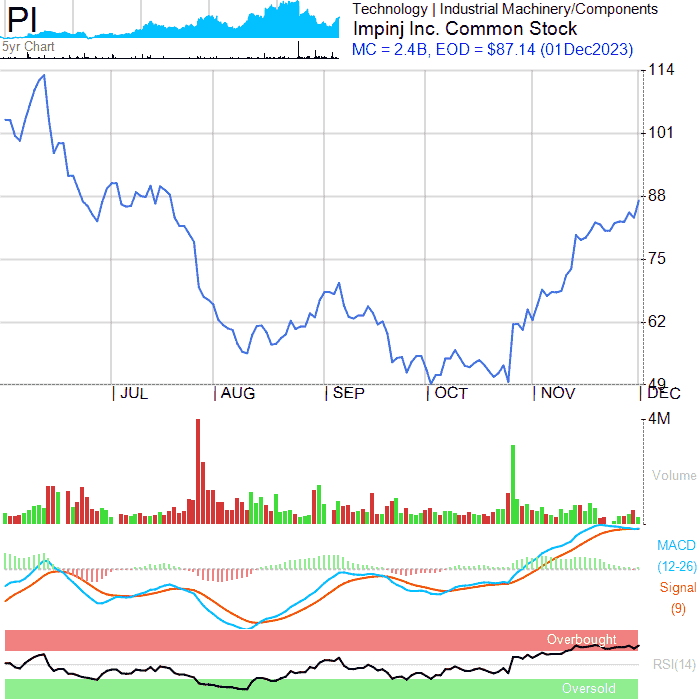 PI
5yr Chart
Technology | Industrial Machinery/Components
Impinj Inc. Common Stock
MC = 2.4B, EOD = $87.14 (01Dec2023)
114
101
88
75
62
49
| JUL | AUG | SEP | OCT | NOV | DEC
4M
Volume
MACD
(12-26)
Signal
(9)
Overbought
RSI(14)
Oversold